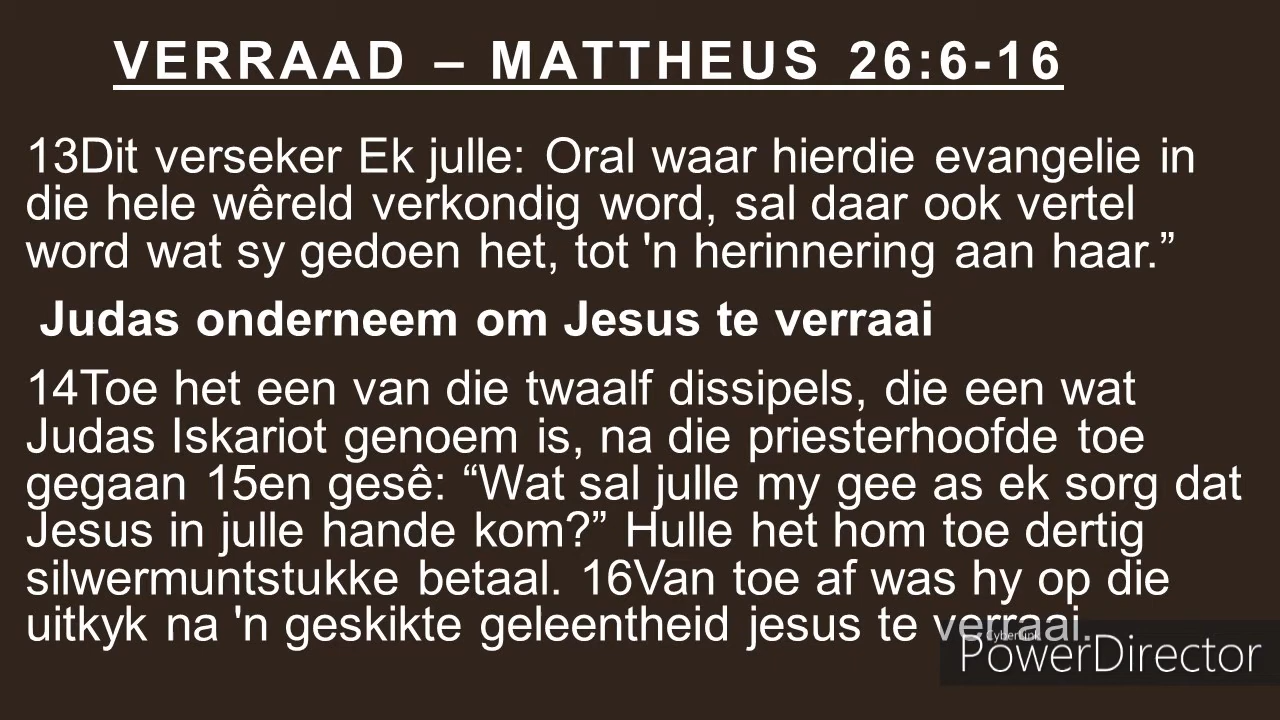 VERRAAD – MATTHEUS 26:6-16
13Dit verseker Ek julle: Oral waar hierdie evangelie in
die hele wêreld verkondig word, sal daar ook vertel
word wat sy gedoen het, tot 'n herinnering aan haar.”
Judas onderneem om Jesus te verraai
14Toe het een van die twaalf dissipels, die een wat
Judas Iskariot genoem is, na die priesterhoofde toe
gegaan 15en gesê: “Wat sal julle my gee as ek sorg dat
Jesus in julle hande kom?” Hulle het hom toe dertig
silwermuntstukke betaal. 16Van toe af was hy op die
uitkyk na 'n geskikte geleentheid jesus te verraai.
CyberLink
PowerDirector